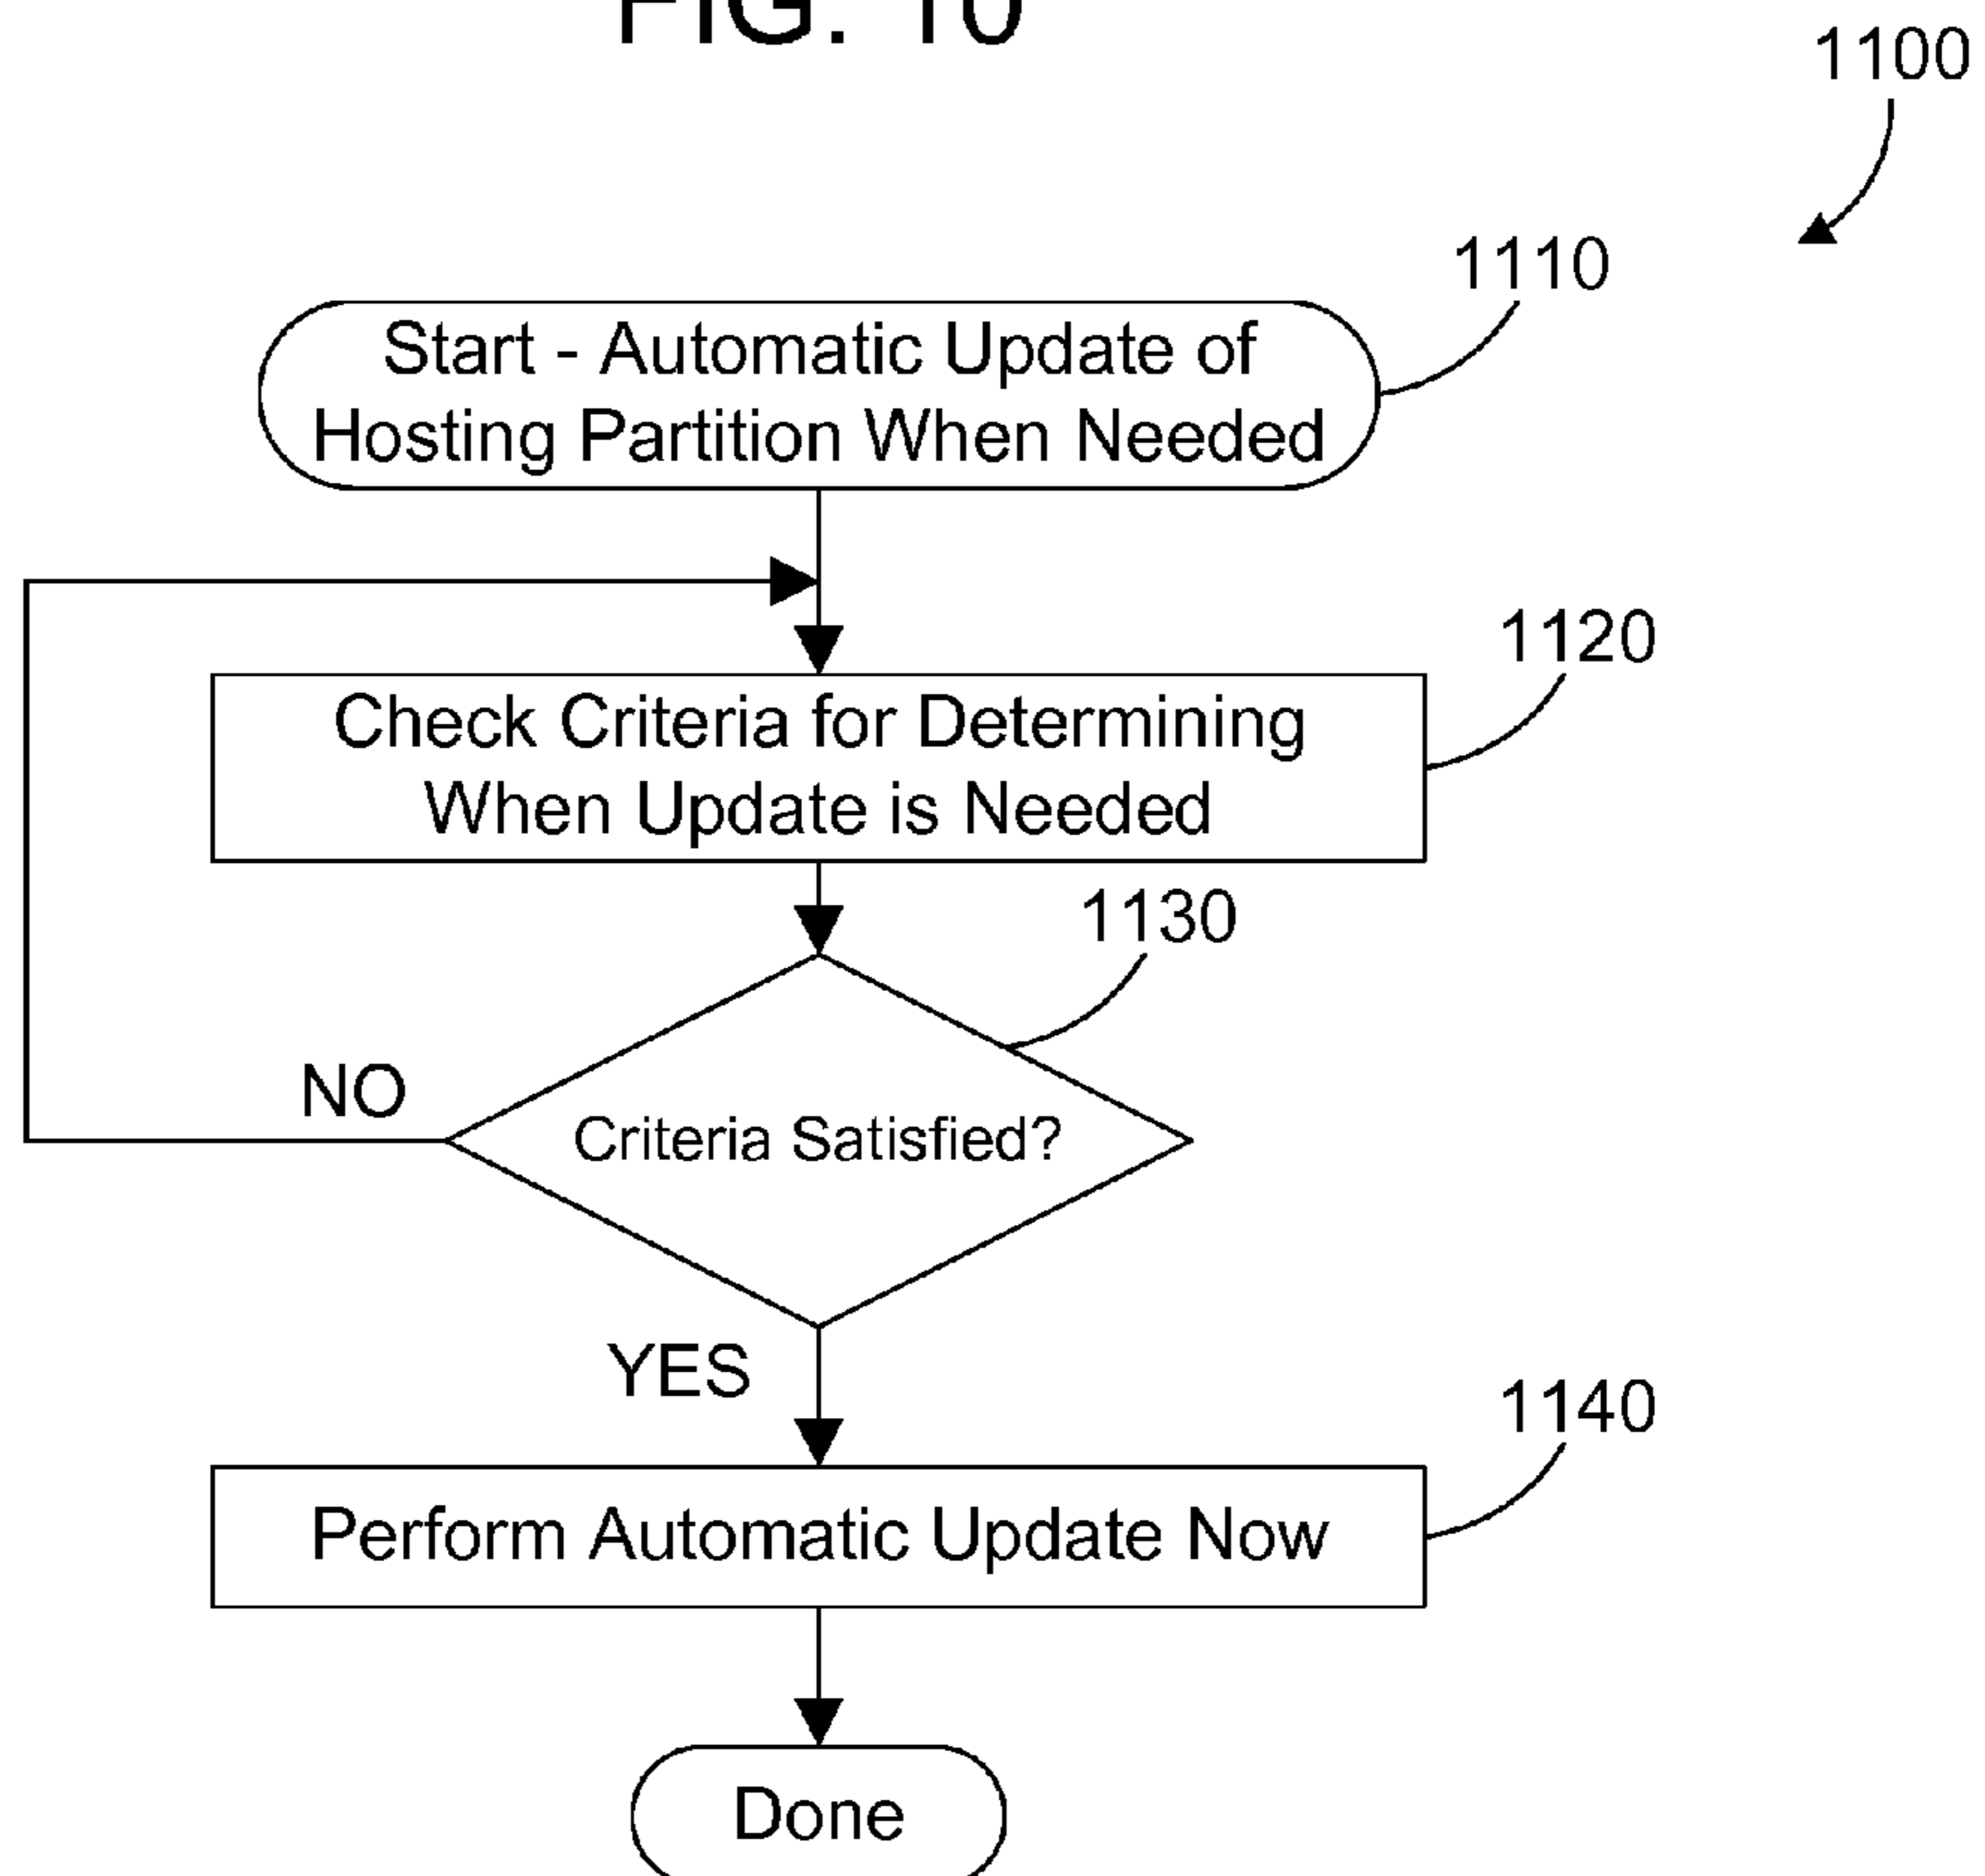 FIG. 10
1100
1110
Start - Automatic Update of
Hosting Partition When Needed
1120
Check Criteria for Determining
When Update is Needed
1130
NO
Criteria Satisfied?
YES
1140
Perform Automatic Update Now
Done